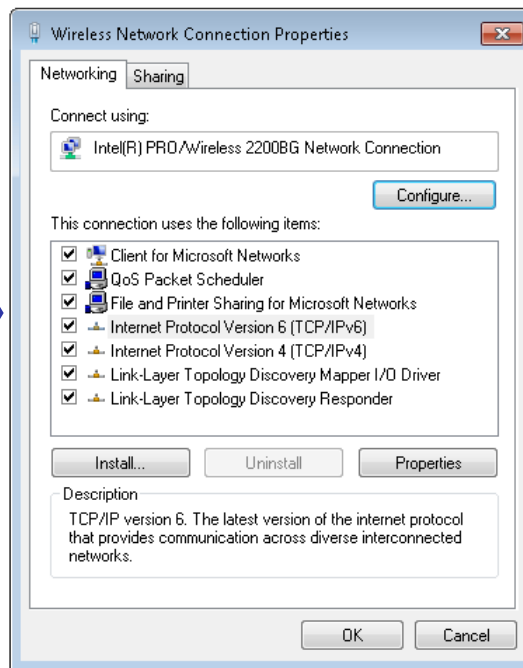 Wireless Network Connection Properties
Networking
Sharing
Connect using:
Intel(R) PRO/Wireless 2200BG Network Connection
Configure...
This connection uses the following items:
Client for Microsoft Networks
QoS Packet Scheduler
File and Printer Sharing for Microsoft Networks
Internet Protocol Version 6 (TCP/IPv6)
Internet Protocol Version 4 (TCP/IPv4)
Link-Layer Topology Discovery Mapper I/O Driver
Link-Layer Topology Discovery Responder
Install...
Uninstall
Properties
Description
TCP/IP version 6. The latest version of the internet protocol
that provides communication across diverse interconnected
networks.
OK
Cancel